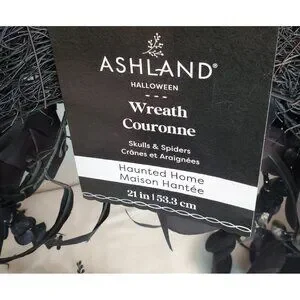 ASHLAND®
HALLOWEEN
Wreath
Couronne
Skulls & Spiders
Crânes et Araignées
Haunted Home
Maison Hantée
21 in | 53.3 cm